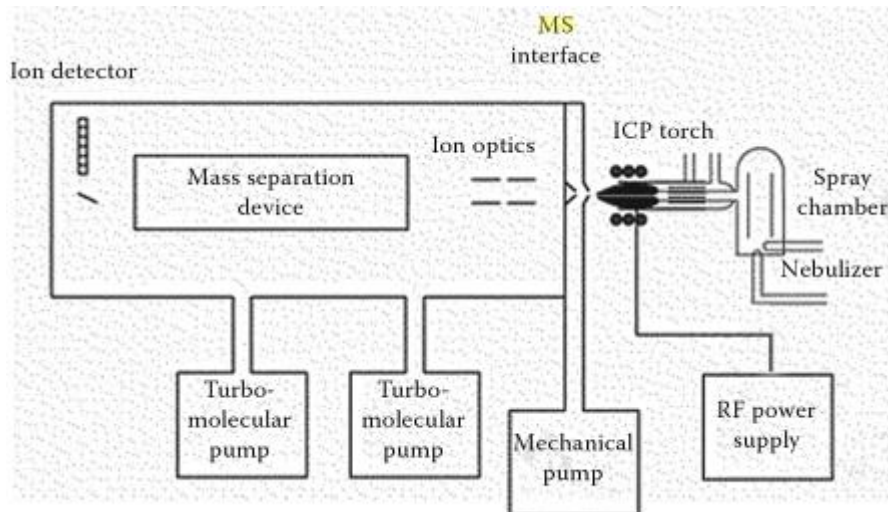 MS
interface
Ion detector
ICP torch
Ion optics
Mass separation
device
Spray
chamber
Nebulizer
Turbo-
molecular
pump
Turbo-
molecular
pump
Mechanical
pump
RF power
supply